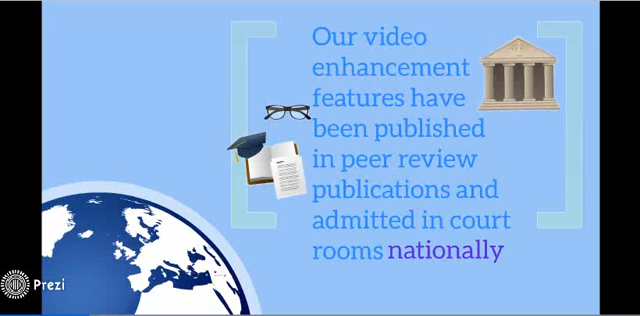 Our video
enhancement
features have
been published
in peer review
publications and
admitted in court
rooms nationally
Prezi